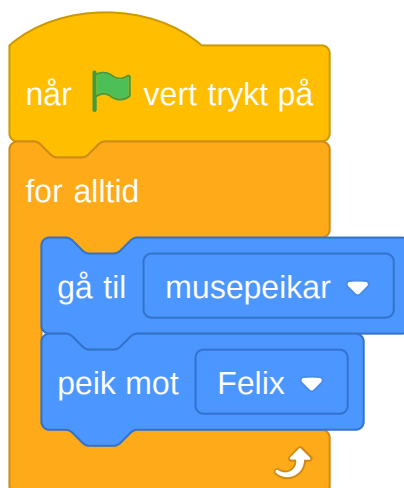 når vert trykt på
for alltid
gå til musepeikar
peik mot Felix